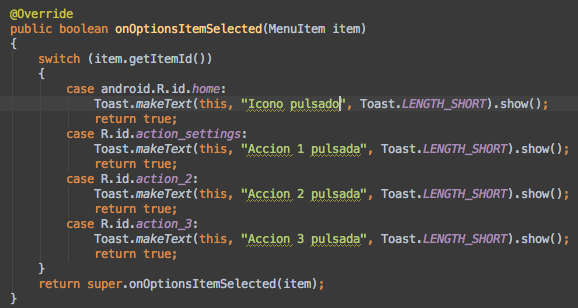 @Override
public boolean onOptionsItemSelected(MenuItem item)
{
    switch (item.getItemId())
    {
        case android.R.id.home:
            Toast.makeText(this, "Icono pulsado", Toast.LENGTH_SHORT).show();
            return true;
        case R.id.action_settings:
            Toast.makeText(this, "Accion 1 pulsada", Toast.LENGTH_SHORT).show();
            return true;
        case R.id.action_2:
            Toast.makeText(this, "Accion 2 pulsada", Toast.LENGTH_SHORT).show();
            return true;
        case R.id.action_3:
            Toast.makeText(this, "Accion 3 pulsada", Toast.LENGTH_SHORT).show();
            return true;
    }
    return super.onOptionsItemSelected(item);
}